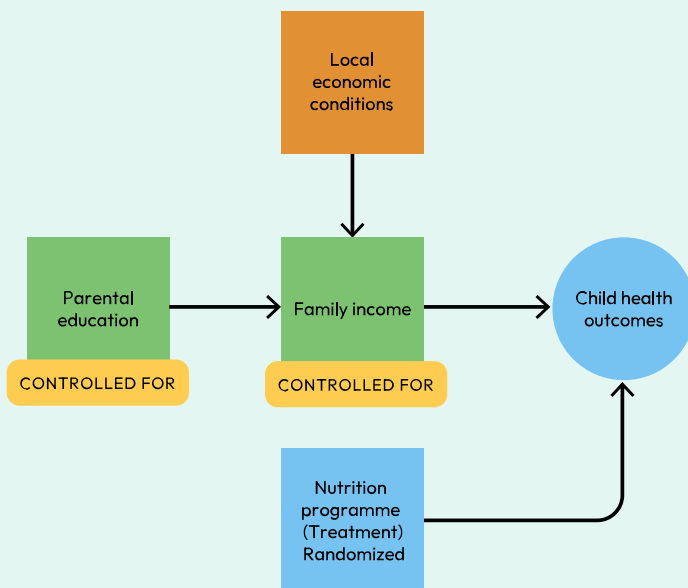 Local
economic
conditions
Parental
education
Family income
Child health
outcomes
CONTROLLED FOR
CONTROLLED FOR
Nutrition
programme
(Treatment)
Randomized